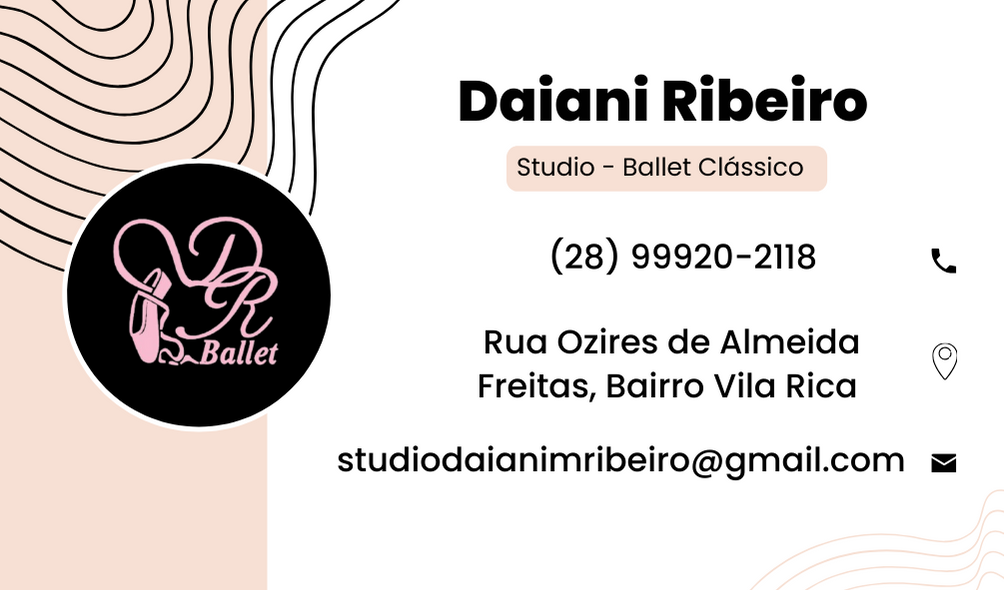 Daiani Ribeiro
Studio - Ballet Clássico
(28) 99920-2118
Rua Ozires de Almeida
Freitas, Bairro Vila Rica
studiodaianimribeiro@gmail.com
DR
Ballet